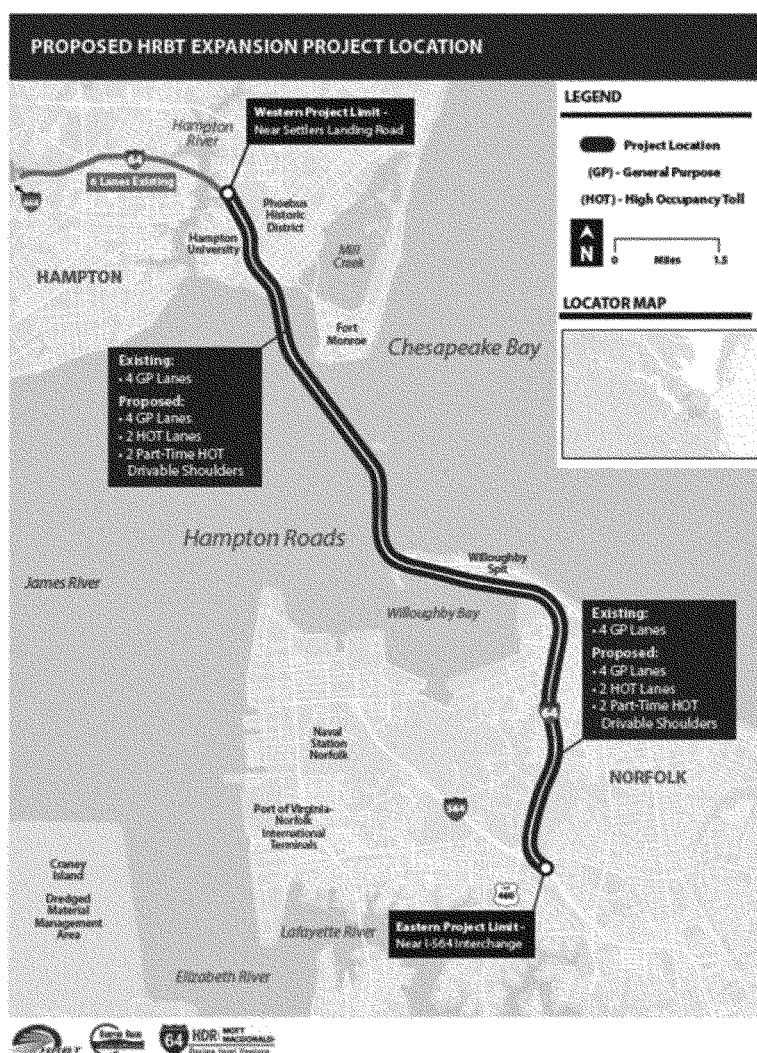 PROPOSED HRBT EXPANSION PROJECT LOCATION
Western Project Limit -
Near Settlers Landing Road
LEGEND
Project Location
(GP) - General Purpose
(HOT) - High Occupancy Toll
N
0 Miles 1.5
LOCATOR MAP
Hampton
River
64
6 Lanes Existing
Phoebus
Historic
District
Hampton
University
Mill
Creek
HAMPTON
Fort
Monroe
Chesapeake Bay
Existing:
• 4 GP Lanes
Proposed:
• 4 GP Lanes
• 2 HOT Lanes
• 2 Part-Time HOT
Drivable Shoulders
Hampton Roads
Willoughby
Spit
James River
Willoughby Bay
Existing:
• 4 GP Lanes
Proposed:
• 4 GP Lanes
• 2 HOT Lanes
• 2 Part-Time HOT
Drivable Shoulders
64
Naval
Station
Norfolk
NORFOLK
Port of Virginia-
Norfolk
International
Terminals
564
Craney
Island
Dredged
Material
Management
Area
460
Lafayette River
Eastern Project Limit -
Near I-564 Interchange
Elizabeth River
HRBT
64
HDR
MOTT
MACDONALD